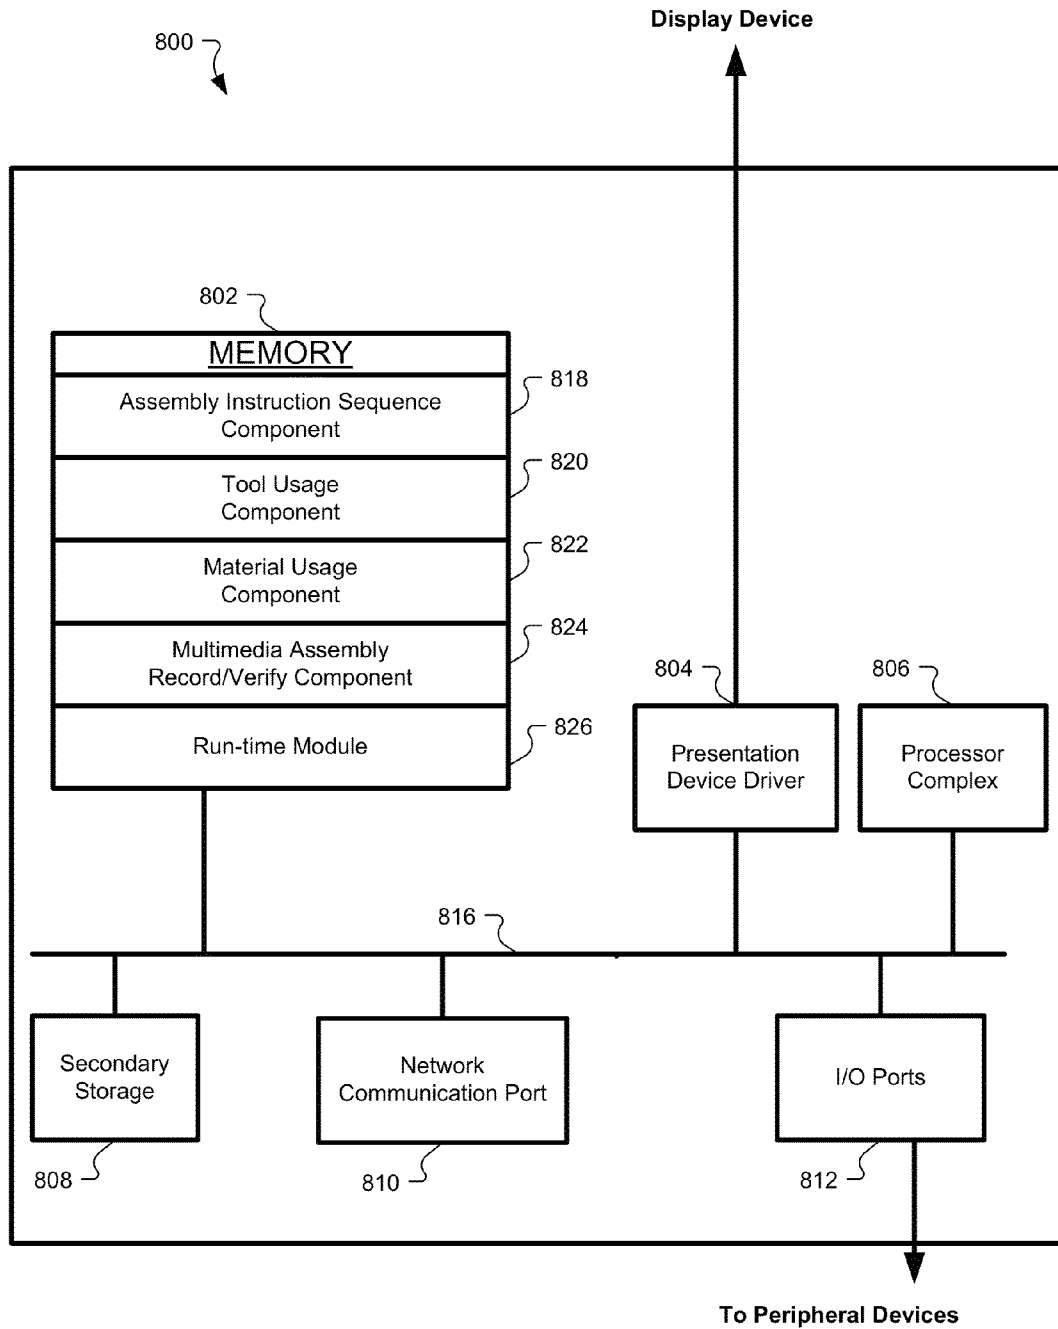 Display Device
800
802
MEMORY
818
Assembly Instruction Sequence
Component
820
Tool Usage
Component
822
Material Usage
Component
824
Multimedia Assembly
Record/Verify Component
826
Run-time Module
804
Presentation
Device Driver
806
Processor
Complex
816
Secondary
Storage
808
Network
Communication Port
810
I/O Ports
812
To Peripheral Devices